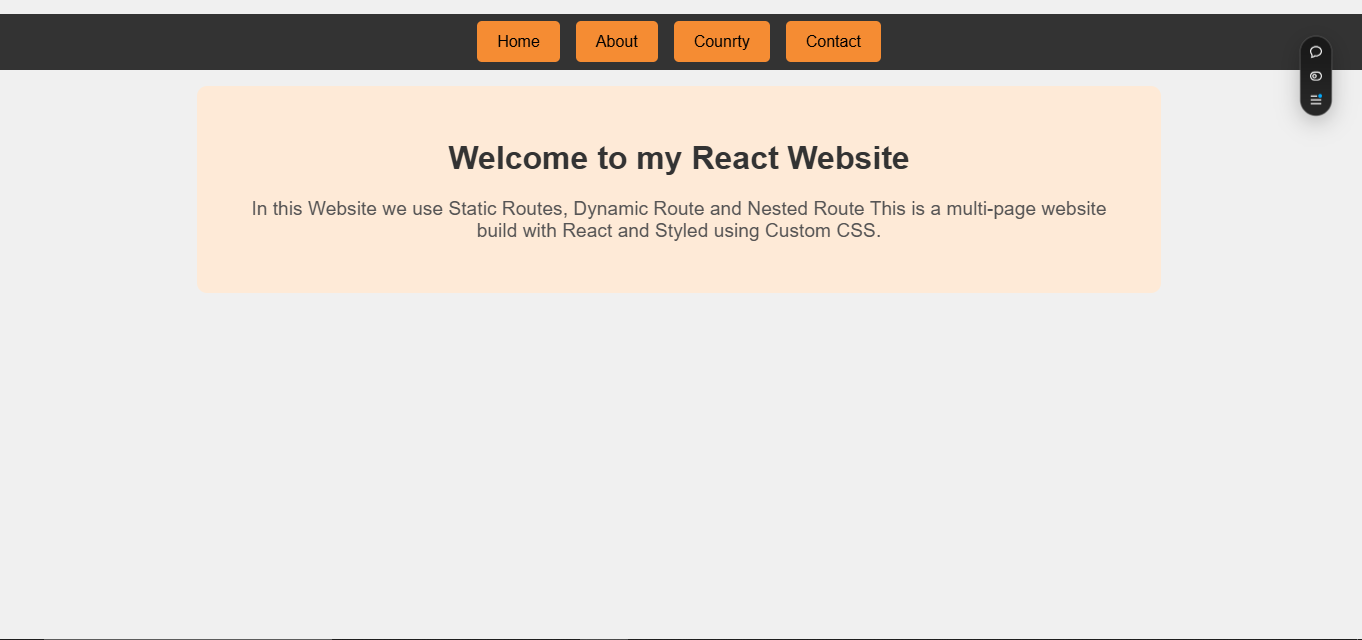 Home About Counrty Contact
Welcome to my React Website
In this Website we use Static Routes, Dynamic Route and Nested Route This is a multi-page website
build with React and Styled using Custom CSS.